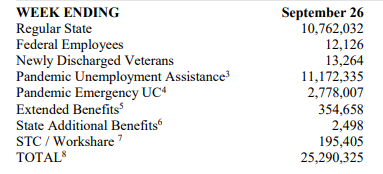 WEEK ENDING September 26
Regular State 10,762,032
Federal Employees 12,126
Newly Discharged Veterans 13,264
Pandemic Unemployment Assistance³ 11,172,335
Pandemic Emergency UC⁴ 2,778,007
Extended Benefits⁵ 354,658
State Additional Benefits⁶ 2,498
STC / Workshare ⁷ 195,405
TOTAL⁸ 25,290,325